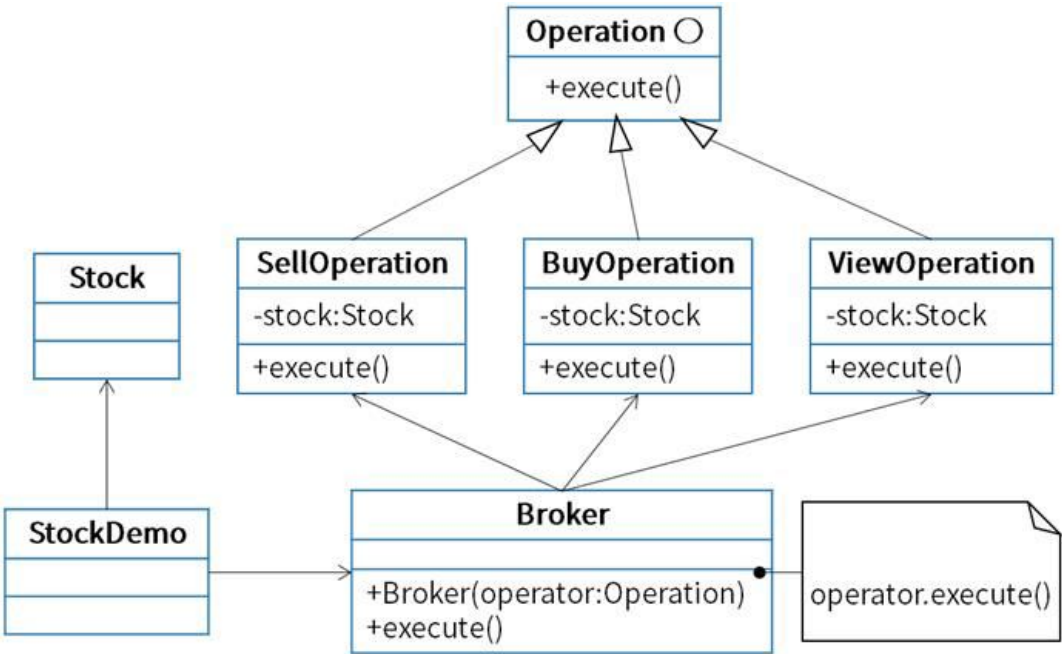 Operation
+execute()
SellOperation
-stock:Stock
+execute()
BuyOperation
-stock:Stock
+execute()
ViewOperation
-stock:Stock
+execute()
Stock
StockDemo
Broker
+Broker(operator:Operation)
+execute()
operator.execute()